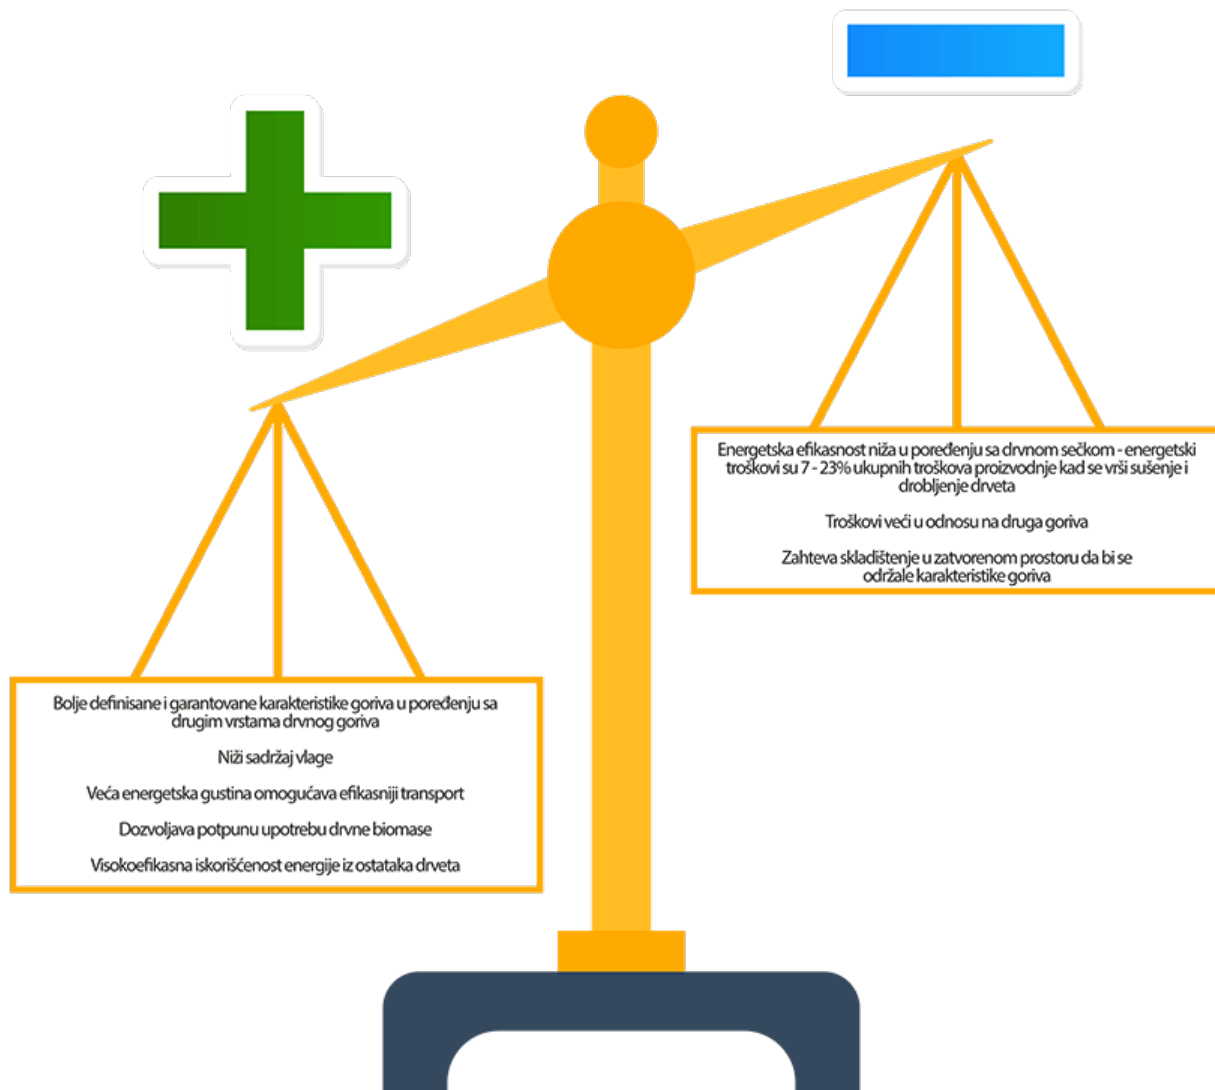 Energetska efikasnost niža u poređenju sa drvnom sečkom - energetski
troškovi su 7 - 23% ukupnih troškova proizvodnje kad se vrši sušenje i
drobljenje drveta
Troškovi veći u odnosu na druga goriva
Zahteva skladištenje u zatvorenom prostoru da bi se
održale karakteristike goriva
Bolje definisane i garantovane karakteristike goriva u poređenju sa
drugim vrstama drvnog goriva
Niži sadržaj vlage
Veća energetska gustina omogućava efikasniji transport
Dozvoljava potpunu upotrebu drvne biomase
Visokoefikasna iskorišćenost energije iz ostataka drveta